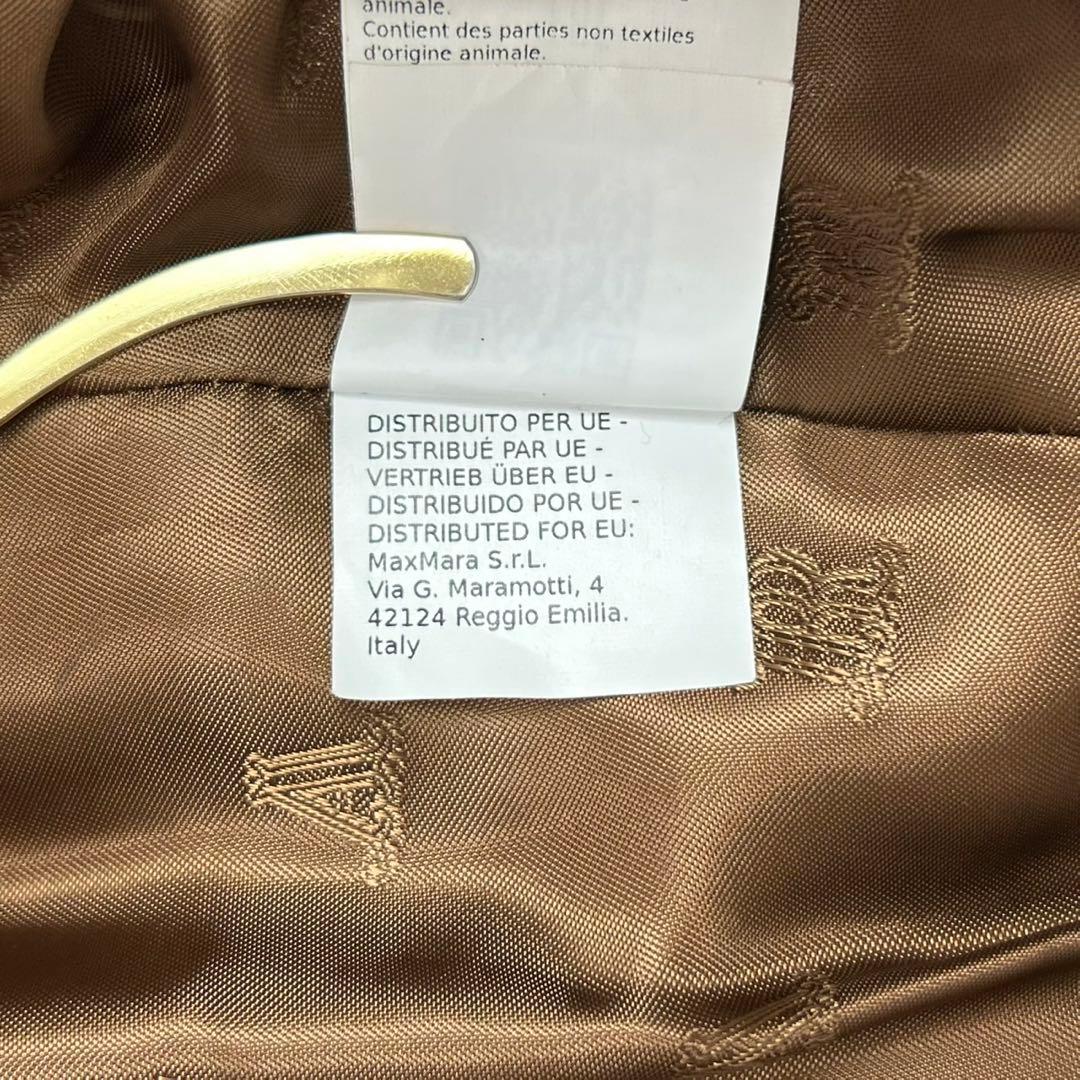 animale.
Contient des parties non textiles
d'origine animale.
DISTRIBUITO PER UE -
DISTRIBUÉ PAR UE -
VERTRIEB ÜBER EU -
DISTRIBUIDO POR UE -
DISTRIBUTED FOR EU:
MaxMara S.r.L.
Via G. Maramotti, 4
42124 Reggio Emilia.
Italy